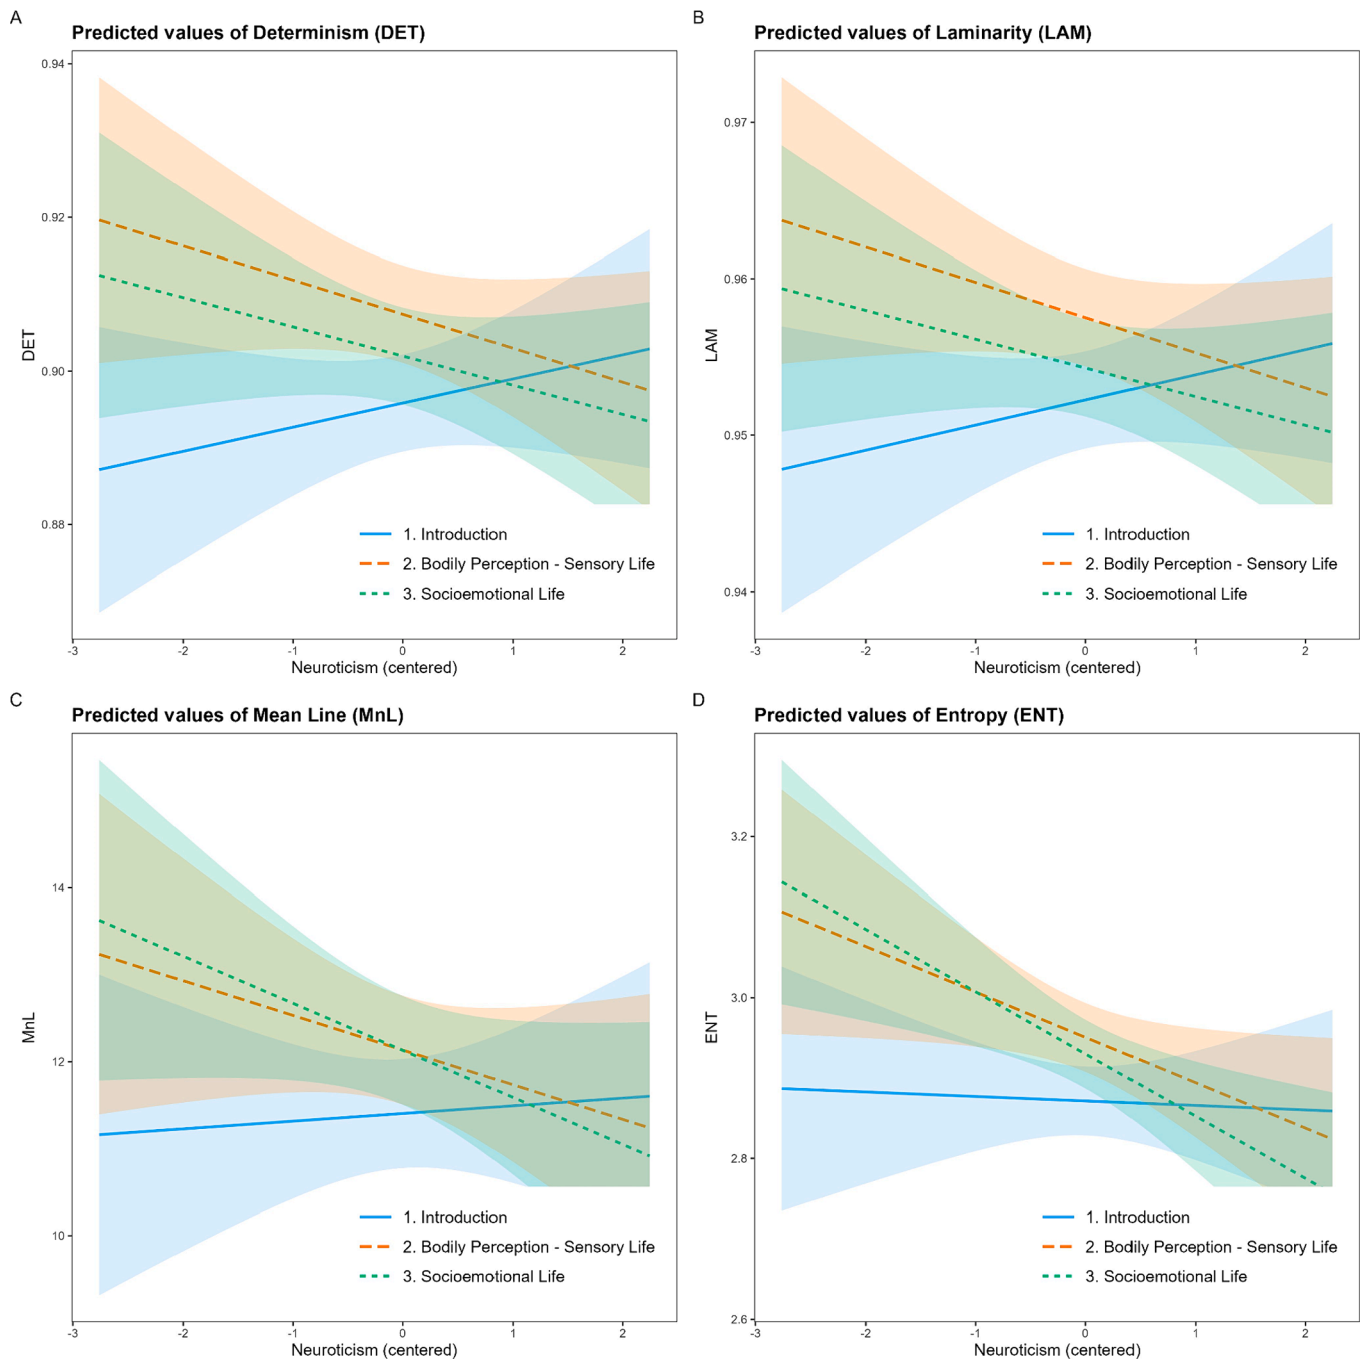 A
Predicted values of Determinism (DET)
0.94
0.92
0.90
0.88
DET
1. Introduction
2. Bodily Perception - Sensory Life
3. Socioemotional Life
-3 -2 -1 0 1 2
Neuroticism (centered)
B
Predicted values of Laminarity (LAM)
0.97
0.96
0.95
0.94
LAM
1. Introduction
2. Bodily Perception - Sensory Life
3. Socioemotional Life
-3 -2 -1 0 1 2
Neuroticism (centered)
C
Predicted values of Mean Line (MnL)
14
12
10
MnL
1. Introduction
2. Bodily Perception - Sensory Life
3. Socioemotional Life
-3 -2 -1 0 1 2
Neuroticism (centered)
D
Predicted values of Entropy (ENT)
3.2
3.0
2.8
2.6
ENT
1. Introduction
2. Bodily Perception - Sensory Life
3. Socioemotional Life
-3 -2 -1 0 1 2
Neuroticism (centered)